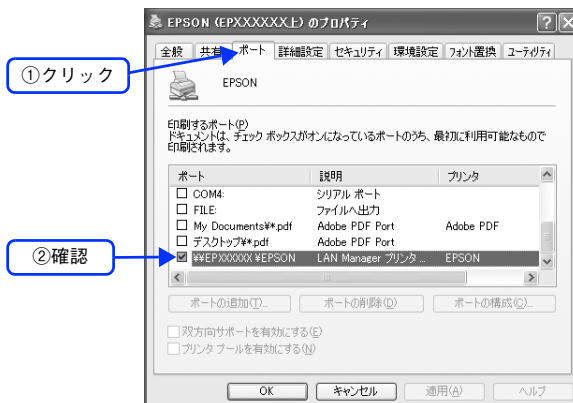 EPSON (EPXXXXXX上) のプロパティ
全般 共有 ポート 詳細設定 セキュリティ 環境設定 フォント置換 ユーティリティ
①クリック
EPSON
印刷するポート(P)
ドキュメントは、チェック ボックスがオンになっているポートのうち、最初に利用可能なもので
印刷されます。
ポート 説明 プリンタ
COM4: シリアル ポート
FILE: ファイルへ出力
My Documents¥*.pdf Adobe PDF Port Adobe PDF
デスクトップ¥*.pdf Adobe PDF Port
②確認
¥¥EPXXXXXX ¥EPSON LAN Manager プリンタ ... EPSON
ポートの追加(T)... ポートの削除(D) ポートの構成(C)...
双方向サポートを有効にする(E)
プリンタ プールを有効にする(N)
OK キャンセル 適用(A) ヘルプ